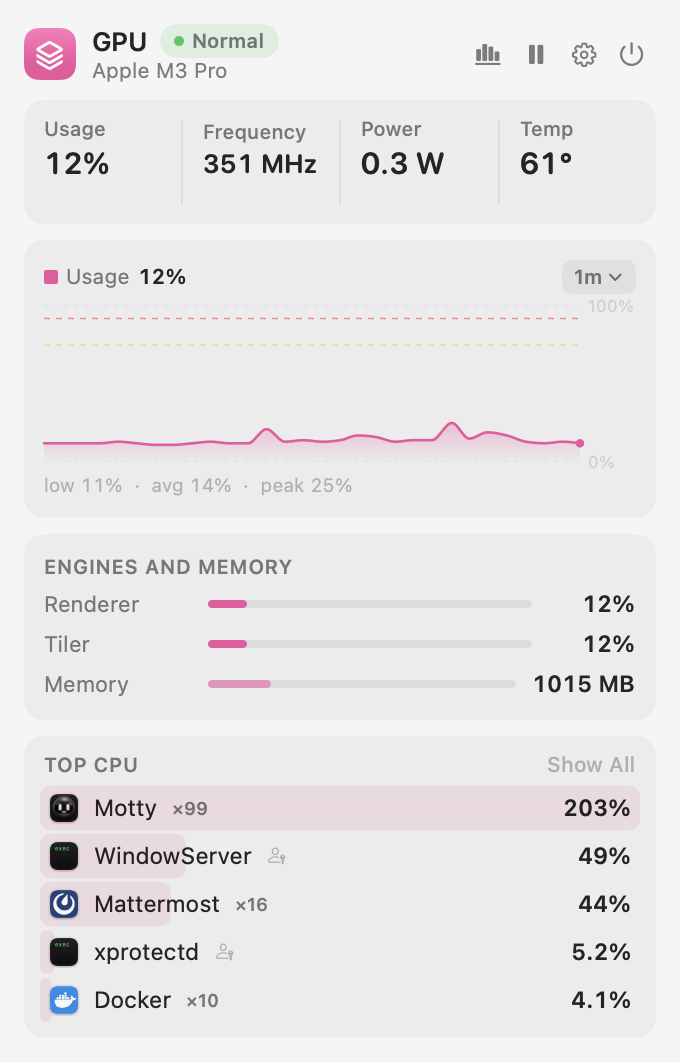 GPU Normal
Apple M3 Pro
Usage Frequency Power Temp
12% 351 MHz 0.3 W 61°
Usage 12% 1m
100%
0%
low 11% · avg 14% · peak 25%
ENGINES AND MEMORY
Renderer 12%
Tiler 12%
Memory 1015 MB
TOP CPU Show All
Motty ×99 203%
exec WindowServer 49%
Mattermost ×16 44%
exec xprotectd 5.2%
Docker ×10 4.1%